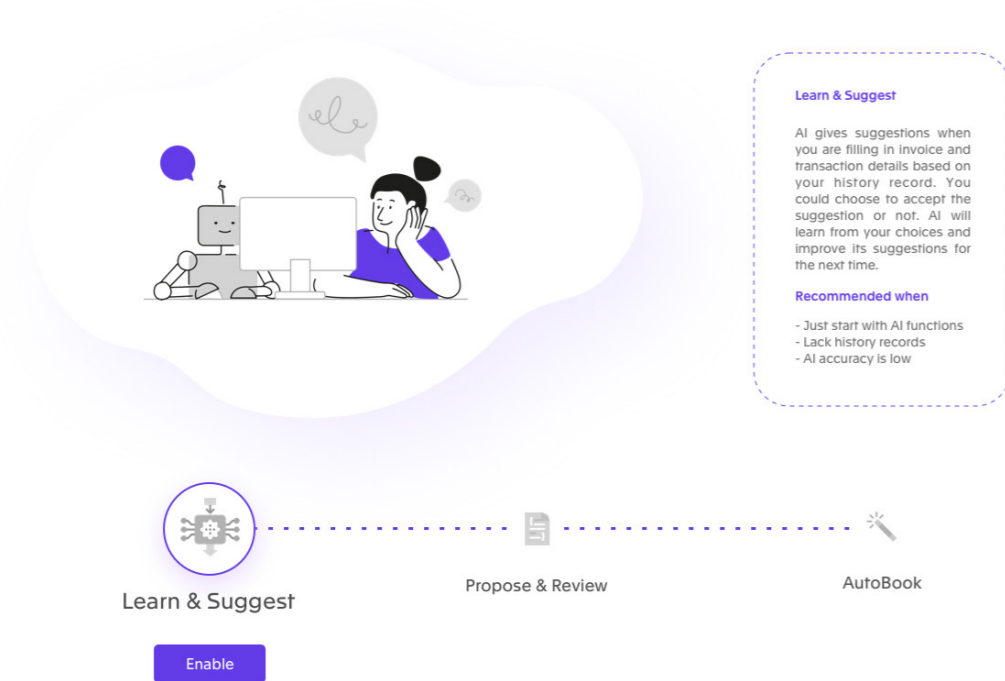 Learn & Suggest
AI gives suggestions when
you are filling in invoice and
transaction details based on
your history record. You
could choose to accept the
suggestion or not. AI will
learn from your choices and
improve its suggestions for
the next time.
Recommended when
- Just start with AI functions
- Lack history records
- AI accuracy is low
Learn & Suggest
Propose & Review
AutoBook
Enable